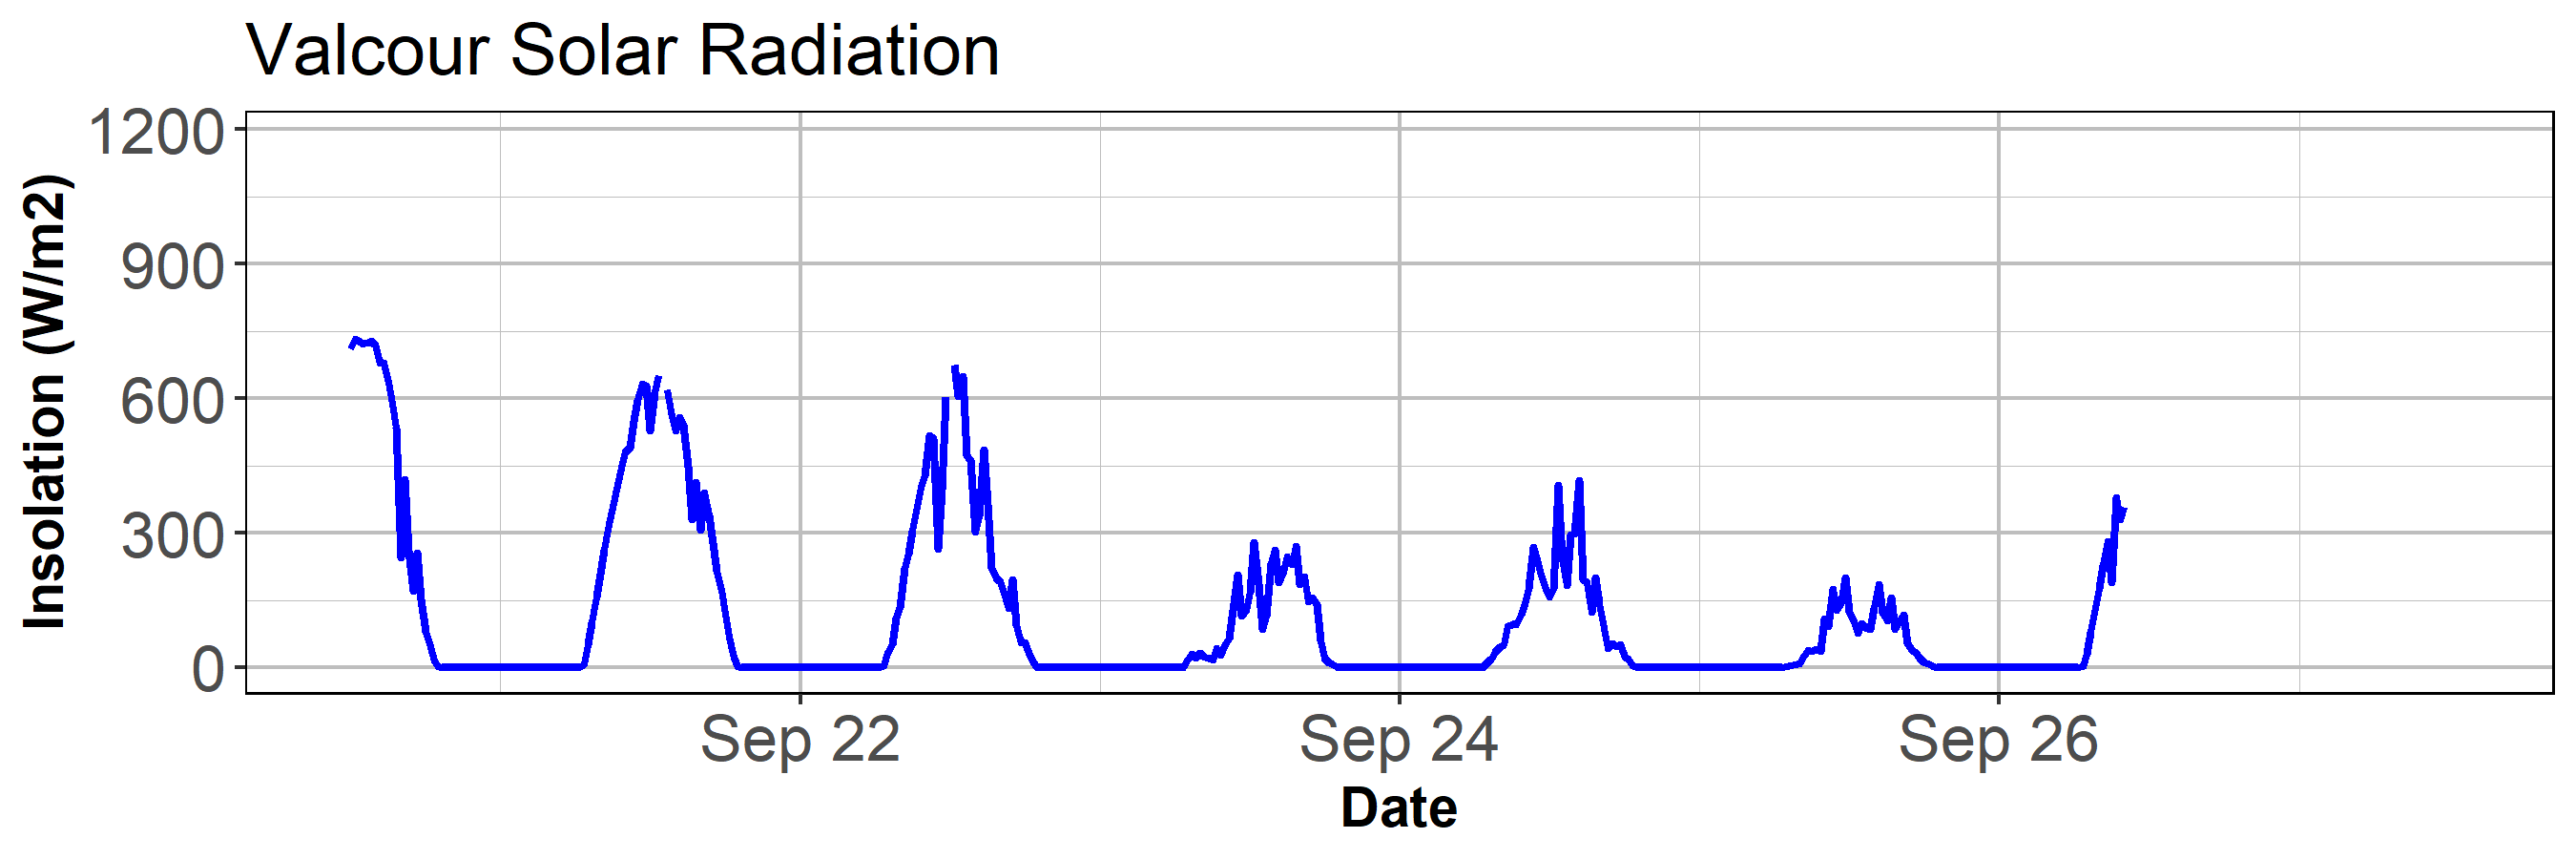 Valcour Solar Radiation
1200
900
600
300
0
Insolation (W/m2)
Sep 22
Sep 24
Sep 26
Date